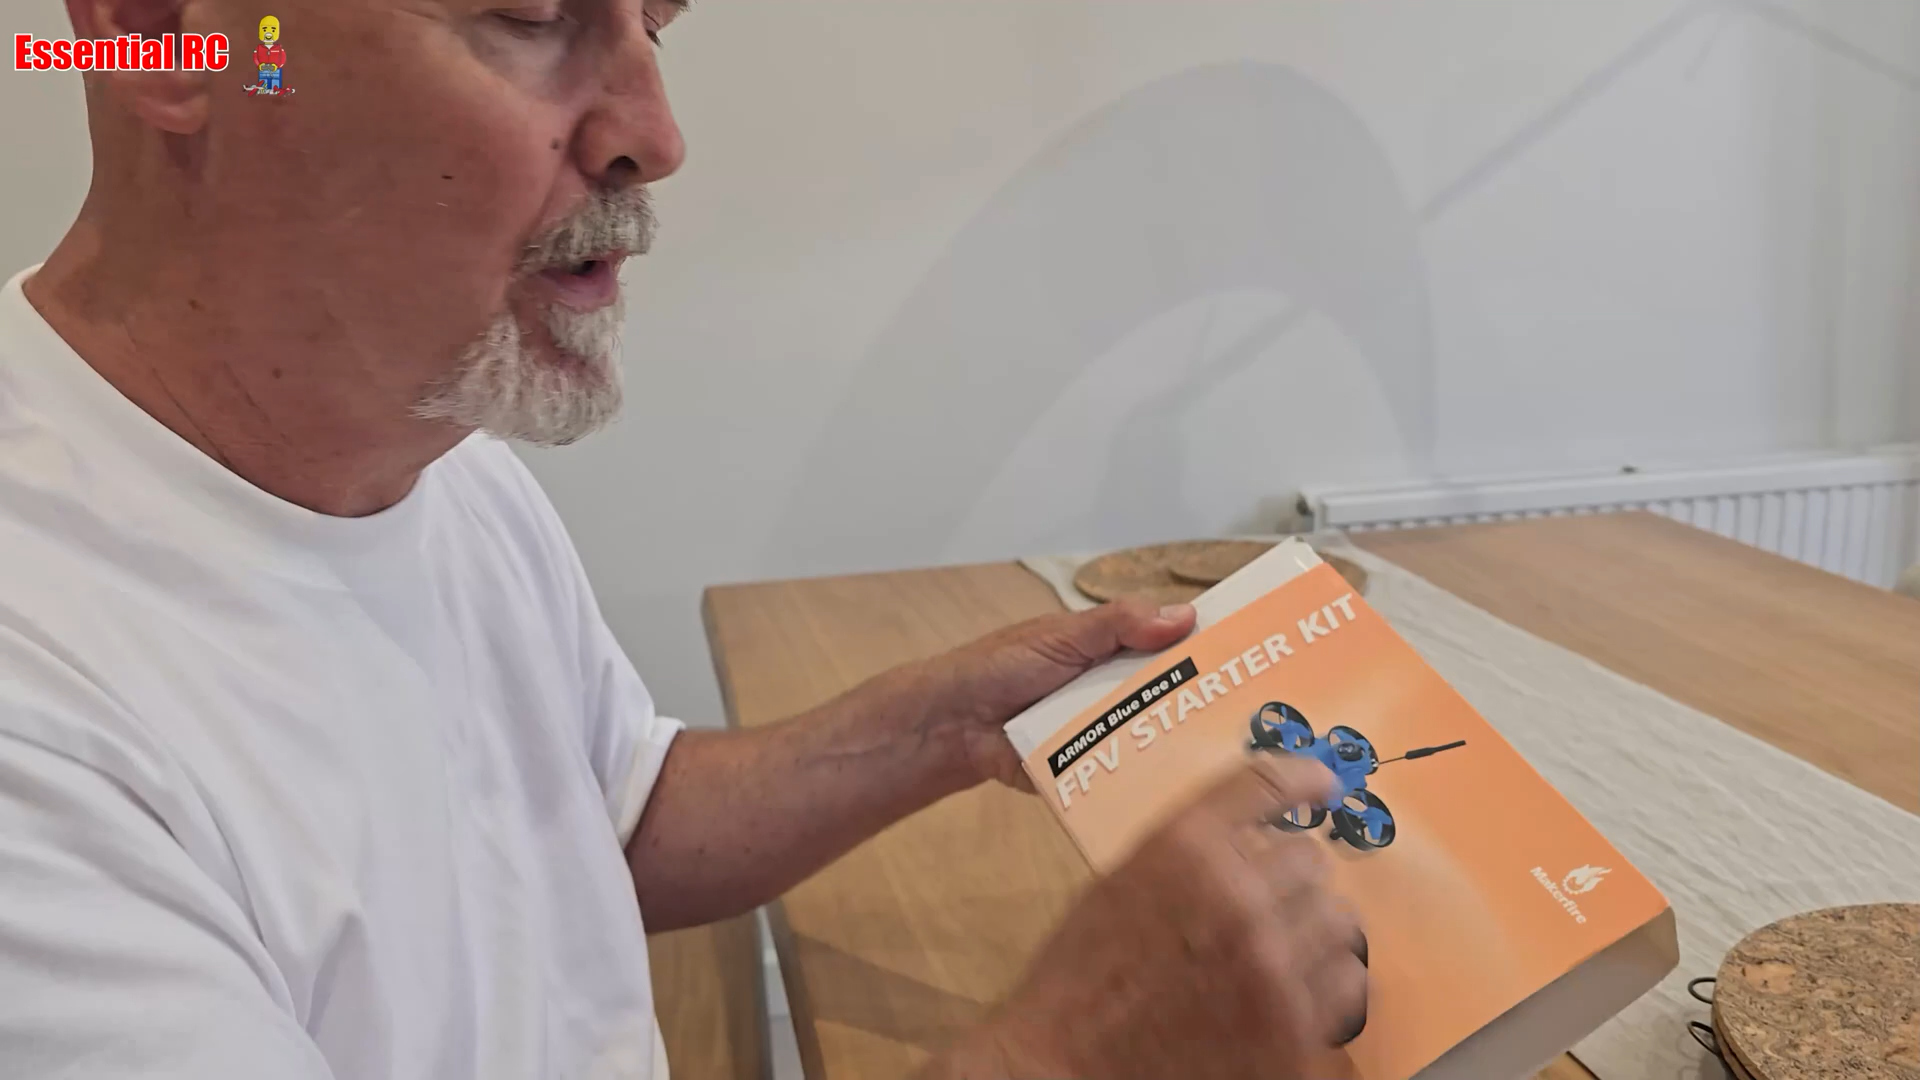 Essential RC
ARMOR Blue Bee II
FPV STARTER KIT
Makerfire